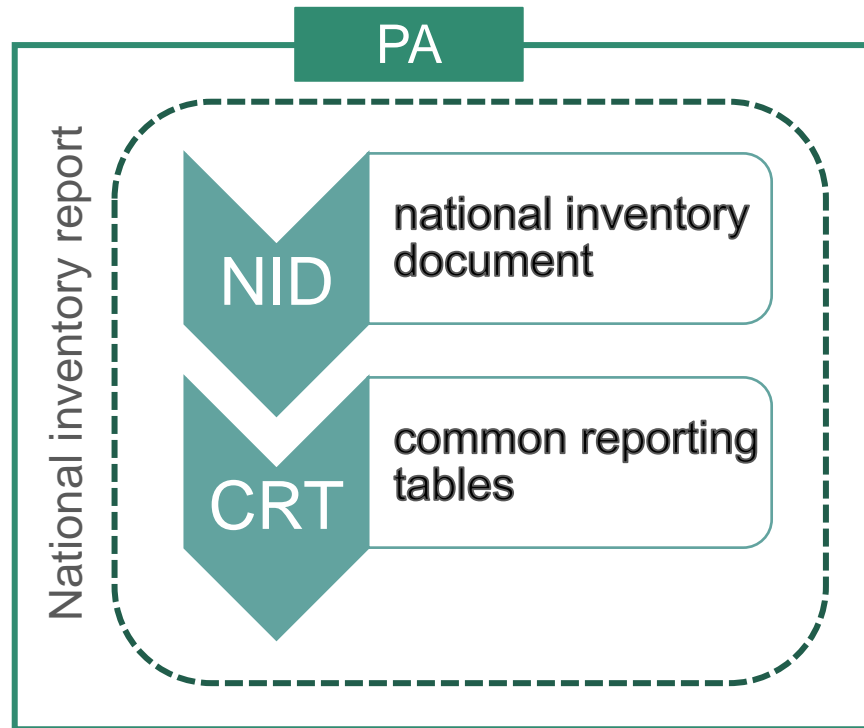 PA
National inventory report
NID
national inventory
document
CRT
common reporting
tables